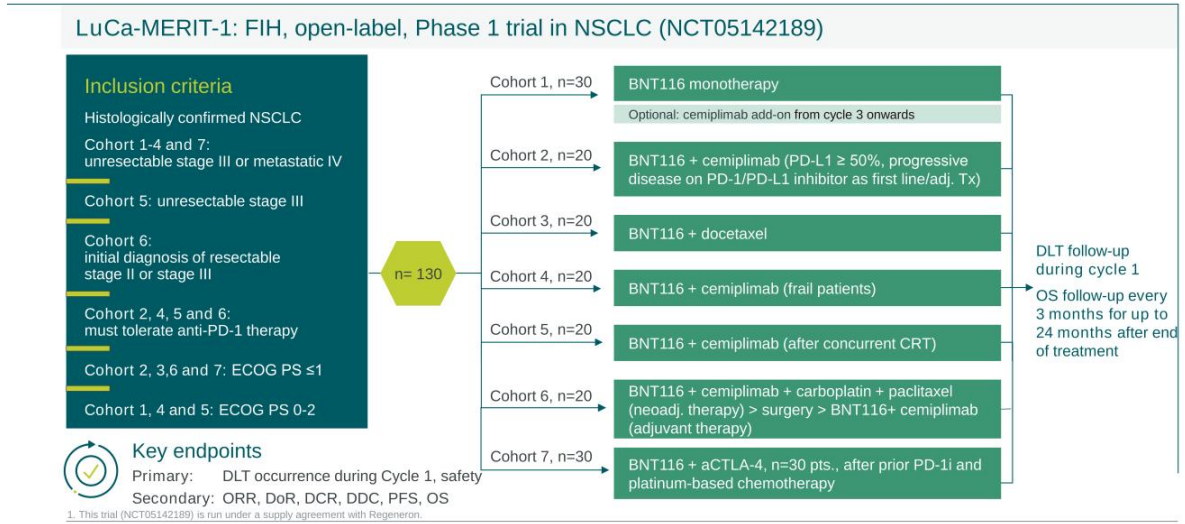 LuCa-MERIT-1: FIH, open-label, Phase 1 trial in NSCLC (NCT05142189)
Inclusion criteria
Histologically confirmed NSCLC
Cohort 1-4 and 7:
unresectable stage III or metastatic IV
Cohort 5: unresectable stage III
Cohort 6:
initial diagnosis of resectable
stage II or stage III
Cohort 2, 4, 5 and 6:
must tolerate anti-PD-1 therapy
Cohort 2, 3,6 and 7: ECOG PS ≤1
Cohort 1, 4 and 5: ECOG PS 0-2
n= 130
Cohort 1, n=30
BNT116 monotherapy
Optional: cemiplimab add-on from cycle 3 onwards
Cohort 2, n=20
BNT116 + cemiplimab (PD-L1 ≥ 50%, progressive
disease on PD-1/PD-L1 inhibitor as first line/adj. Tx)
Cohort 3, n=20
BNT116 + docetaxel
Cohort 4, n=20
BNT116 + cemiplimab (frail patients)
Cohort 5, n=20
BNT116 + cemiplimab (after concurrent CRT)
Cohort 6, n=20
BNT116 + cemiplimab + carboplatin + paclitaxel
(neoadj. therapy) > surgery > BNT116+ cemiplimab
(adjuvant therapy)
Cohort 7, n=30
BNT116 + aCTLA-4, n=30 pts., after prior PD-1i and
platinum-based chemotherapy
DLT follow-up
during cycle 1
OS follow-up every
3 months for up to
24 months after end
of treatment
Key endpoints
Primary: DLT occurrence during Cycle 1, safety
Secondary: ORR, DoR, DCR, DDC, PFS, OS
1. This trial (NCT05142189) is run under a supply agreement with Regeneron.